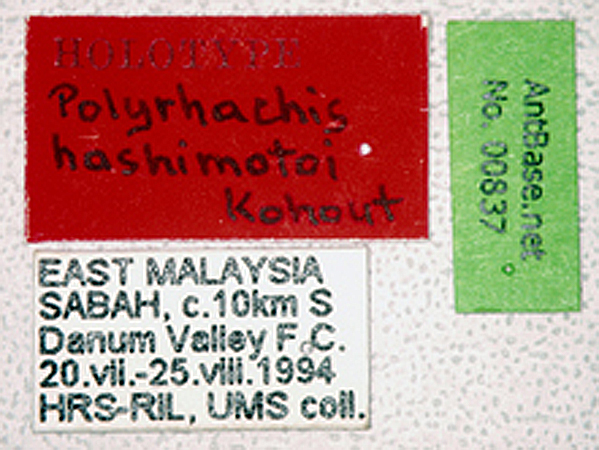 HOLOTYPE
Polyrhachis
hashimotoi
Kohout
EAST MALAYSIA
SABAH, c.10km S
Danum Valley F.C.
20.vii.-25.viii.1994
HRS-RIL, UMS coll.
AntBase.net
No. 00837